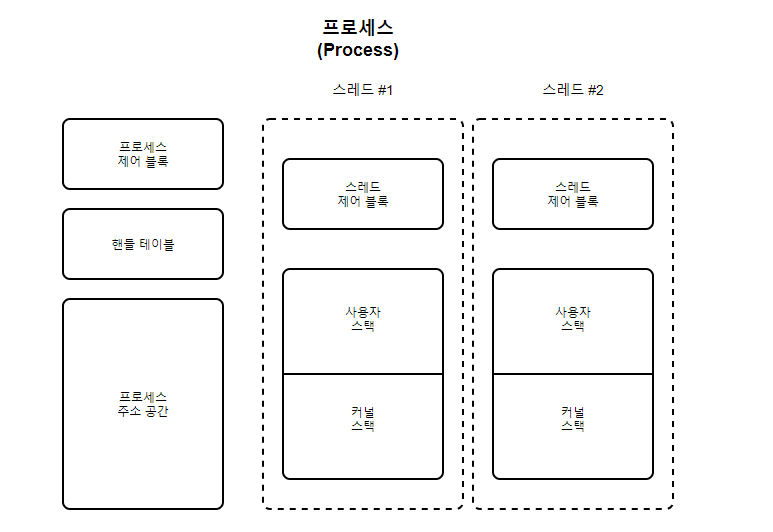 프로세스
(Process)
스레드 #1
스레드 #2
프로세스
제어 블록
핸들 테이블
프로세스
주소 공간
스레드
제어 블록
사용자
스택
커널
스택
스레드
제어 블록
사용자
스택
커널
스택